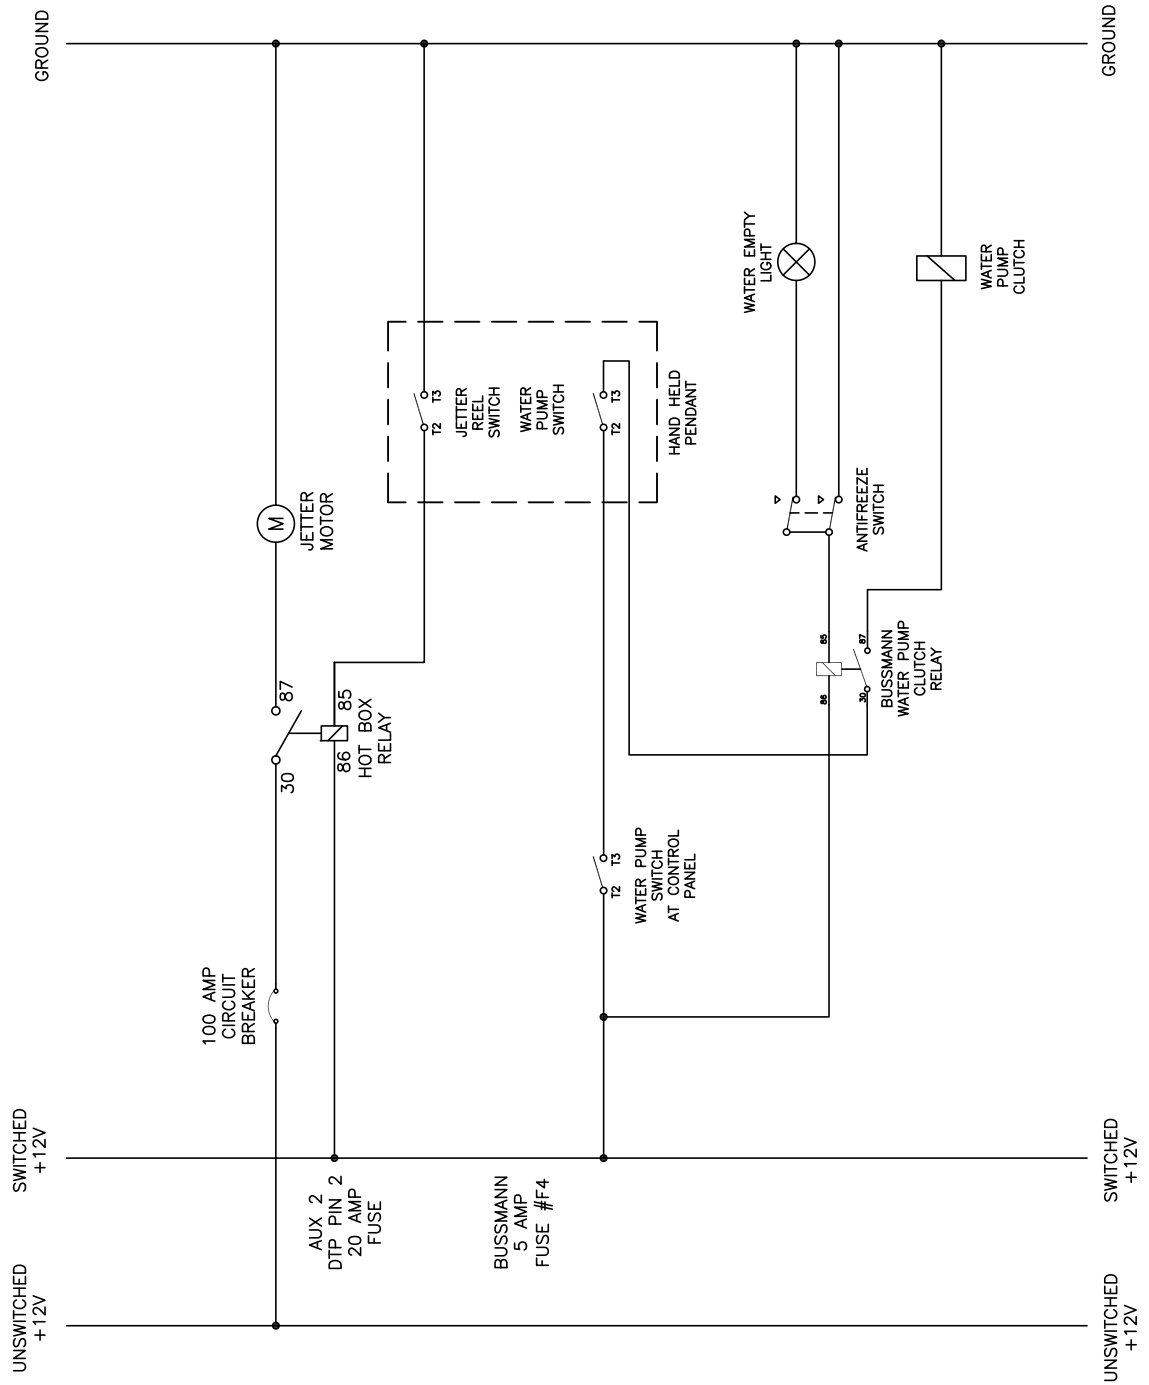 UNSWITCHED
+12V
SWITCHED
+12V
GROUND
100 AMP
CIRCUIT
BREAKER
30
87
JETTER
MOTOR
M
AUX 2
DTP PIN 2
20 AMP
FUSE
86
85
HOT BOX
RELAY
T2
T3
JETTER
REEL
SWITCH
BUSSMANN
5 AMP
FUSE #F4
T2
T3
WATER PUMP
SWITCH
AT CONTROL
PANEL
WATER
PUMP
SWITCH
T2
T3
HAND HELD
PENDANT
WATER EMPTY
LIGHT
86
85
ANTIFREEZE
SWITCH
30
87
BUSSMANN
WATER PUMP
CLUTCH
RELAY
WATER
PUMP
CLUTCH
UNSWITCHED
+12V
SWITCHED
+12V
GROUND